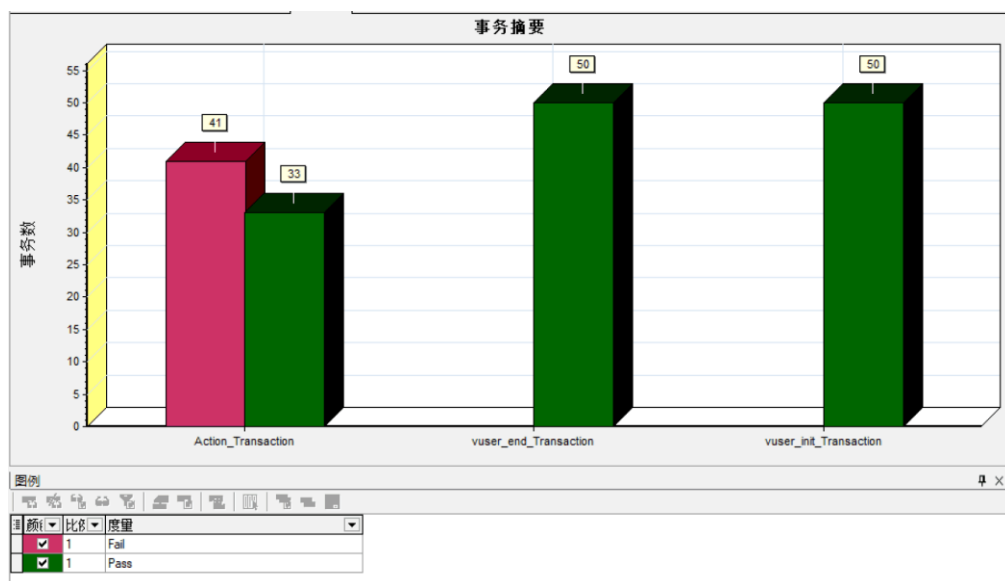 事务摘要
事务数
55
50
45
40
35
30
25
20
15
10
5
0
41
33
50
50
Action_Transaction
vuser_end_Transaction
vuser_init_Transaction
图例
度量
1 Fail
1 Pass